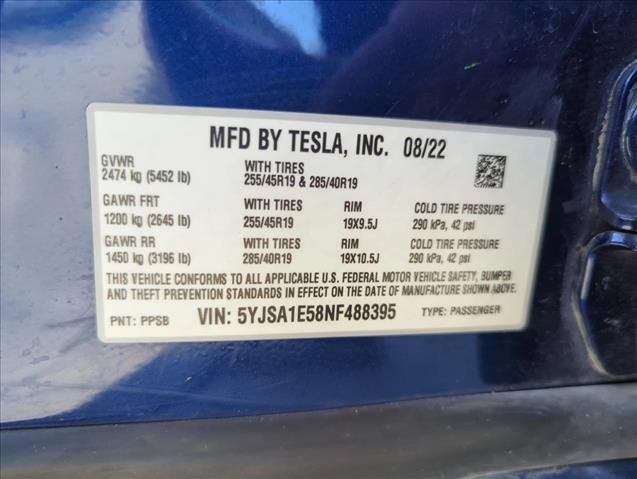 MFD BY TESLA, INC. 08/22
GVWR WITH TIRES
2474 kg (5452 lb) 255/45R19 & 285/40R19
GAWR FRT WITH TIRES RIM COLD TIRE PRESSURE
1200 kg (2645 lb) 255/45R19 19X9.5J 290 kPa, 42 psi
GAWR RR WITH TIRES RIM COLD TIRE PRESSURE
1450 kg (3196 lb) 285/40R19 19X10.5J 290 kPa, 42 psi
THIS VEHICLE CONFORMS TO ALL APPLICABLE U.S. FEDERAL MOTOR VEHICLE SAFETY, BUMPER
AND THEFT PREVENTION STANDARDS IN EFFECT ON THE DATE OF MANUFACTURE SHOWN ABOVE.
PNT: PPSB VIN: 5YJSA1E58NF488395 TYPE: PASSENGER